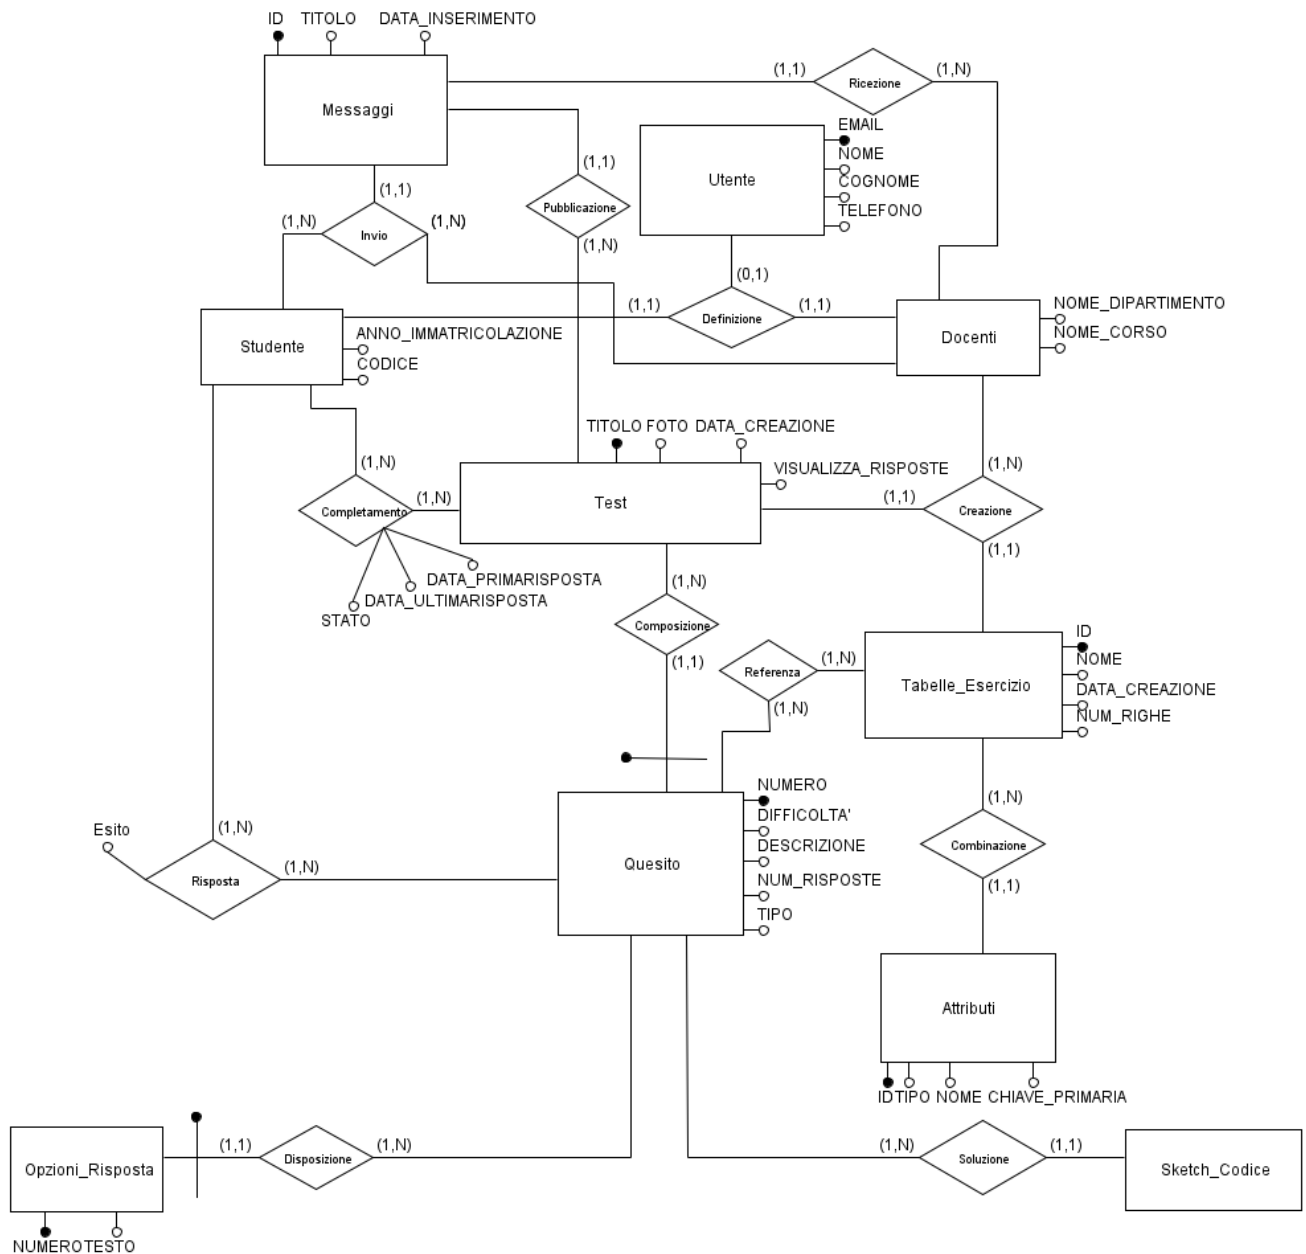 ID TITOLO DATA_INSERIMENTO
Messaggi
(1,1) Ricezione (1,N)
EMAIL
NOME
COGNOME
TELEFONO
Utente
(1,1)
Pubblicazione
(1,N)
(1,1)
(1,N) Invio (1,N)
(0,1)
(1,1) Definizione (1,1)
Studente
ANNO_IMMATRICOLAZIONE
CODICE
Docenti
NOME_DIPARTIMENTO
NOME_CORSO
TITOLO FOTO DATA_CREAZIONE
VISUALIZZA_RISPOSTE
Test
(1,N)
Completamento (1,N)
DATA_PRIMARISPOSTA
DATA_ULTIMARISPOSTA
STATO
(1,N)
(1,1) Creazione
(1,1)
(1,N)
Composizione
(1,1)
Referenza (1,N)
(1,N)
Tabelle_Esercizio
ID
NOME
DATA_CREAZIONE
NUM_RIGHE
NUMERO
DIFFICOLTA'
DESCRIZIONE
NUM_RISPOSTE
TIPO
Quesito
Esito
(1,N)
Risposta (1,N)
(1,N)
Combinazione
(1,1)
Attributi
ID TIPO NOME CHIAVE_PRIMARIA
Opzioni_Risposta
(1,1) Disposizione (1,N)
NUMERO TESTO
(1,N) Soluzione (1,1)
Sketch_Codice